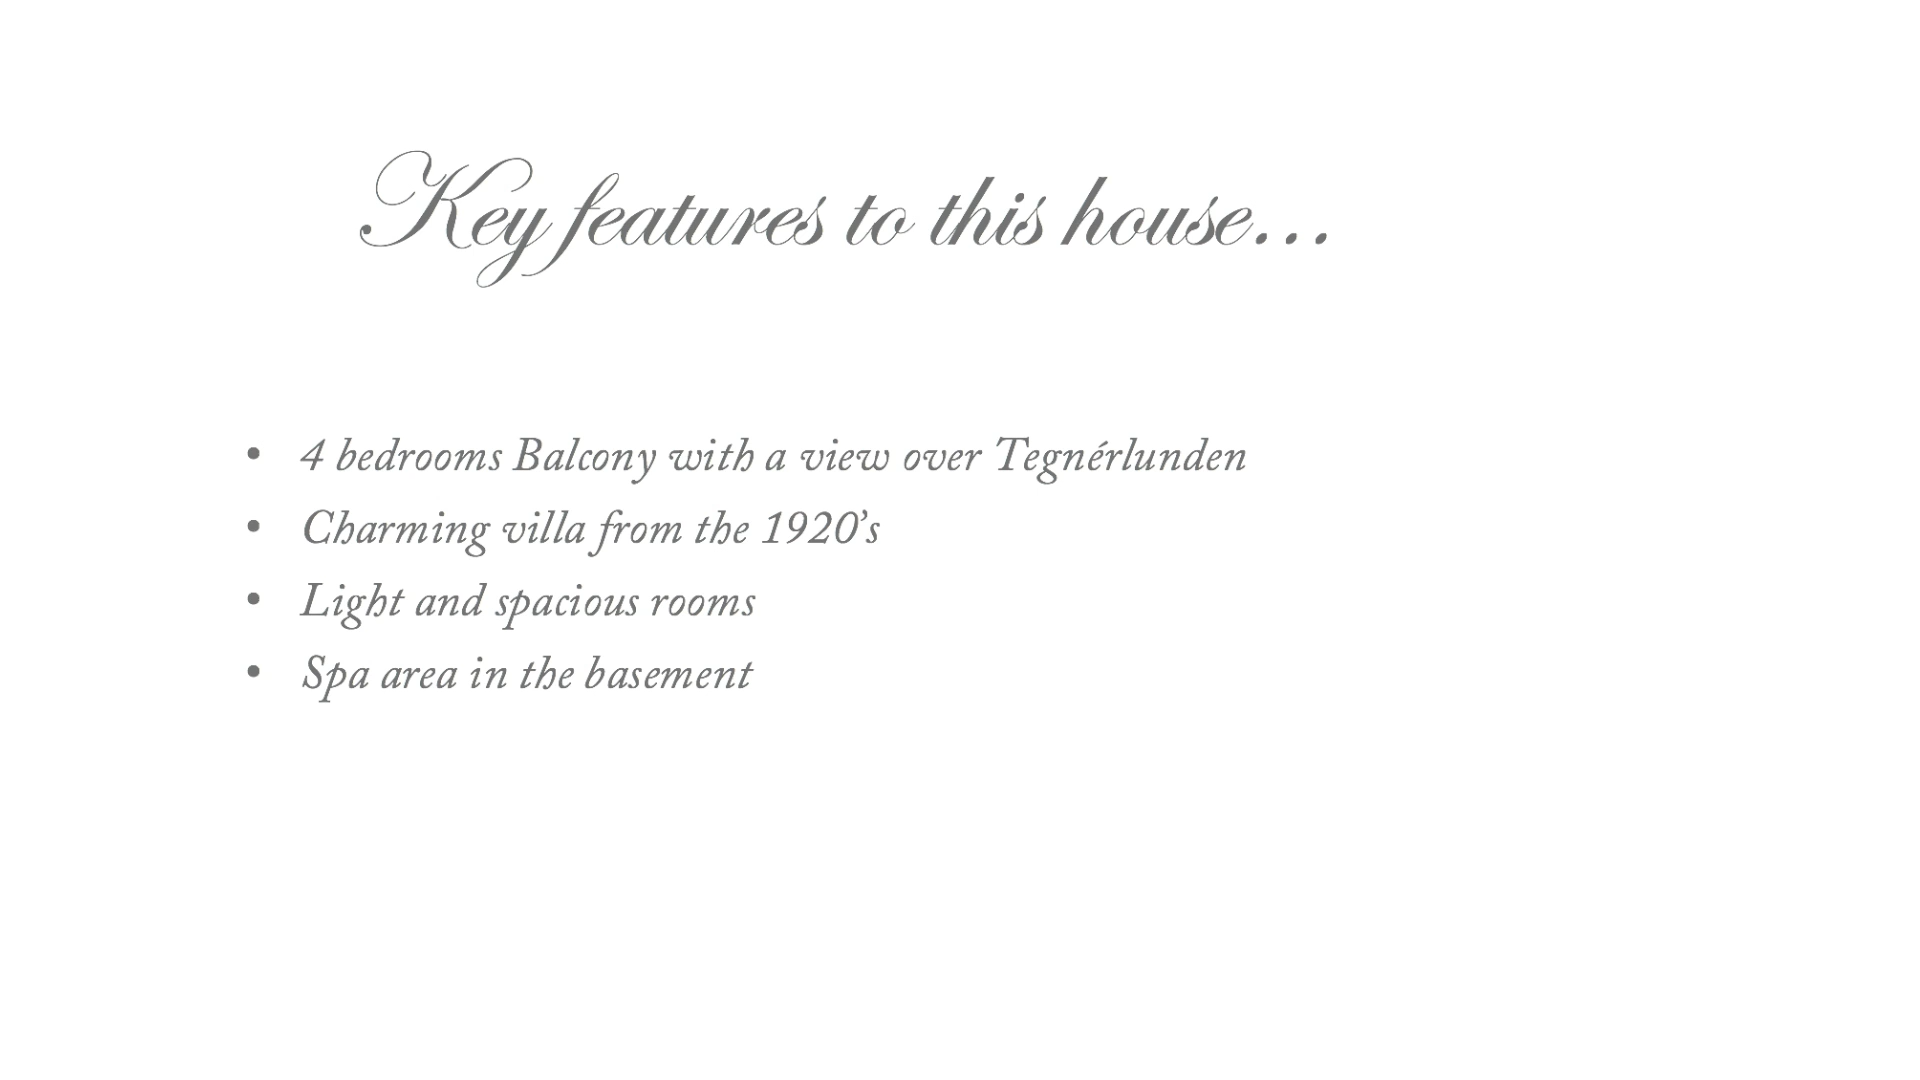 Key features to this house...
• 4 bedrooms Balcony with a view over Tegnérlunden
• Charming villa from the 1920’s
• Light and spacious rooms
• Spa area in the basement